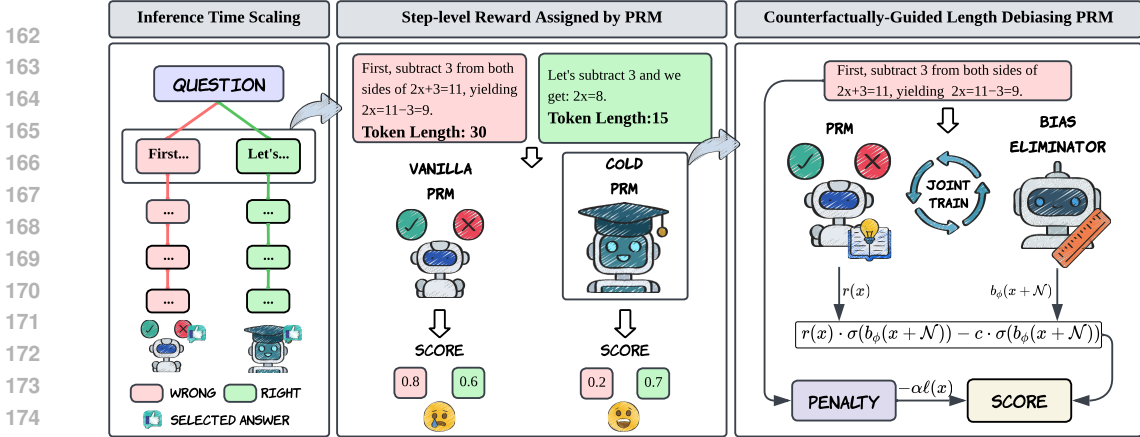 162
163
164
165
166
167
168
169
170
171
172
173
174
Inference Time Scaling
QUESTION
First...
Let's...
...
...
...
...
...
...
WRONG
RIGHT
SELECTED ANSWER
Step-level Reward Assigned by PRM
First, subtract 3 from both
sides of 2x+3=11, yielding
2x=11−3=9.
Token Length: 30
Let's subtract 3 and we
get: 2x=8.
Token Length:15
VANILLA
PRM
COLD
PRM
SCORE
0.8
0.6
SCORE
0.2
0.7
Counterfactually-Guided Length Debiasing PRM
First, subtract 3 from both sides of
2x+3=11, yielding 2x=11−3=9.
PRM
JOINT
TRAIN
BIAS
ELIMINATOR
r(x)
b_ϕ(x + 𝒩)
r(x) · σ(b_ϕ(x + 𝒩)) − c · σ(b_ϕ(x + 𝒩))
PENALTY
−αℓ(x)
SCORE